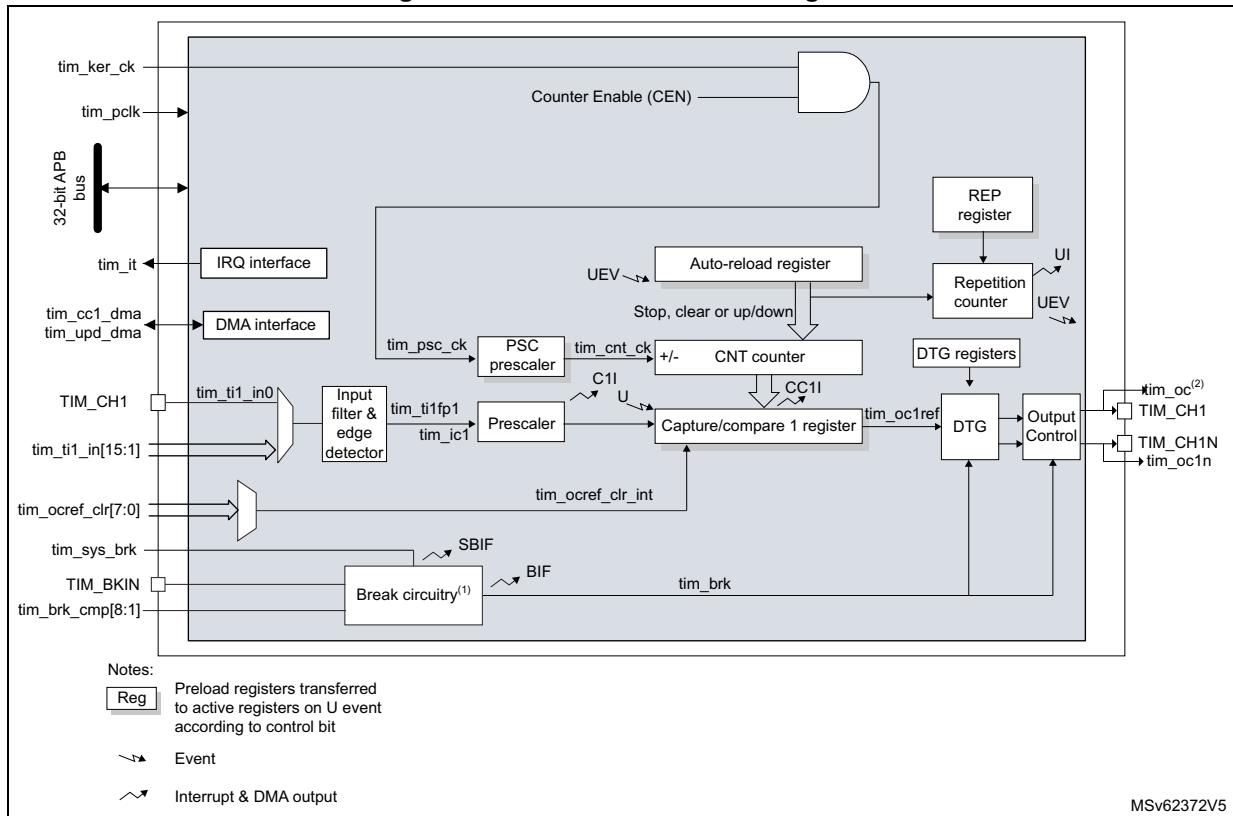 tim_ker_ck
Counter Enable (CEN)
tim_pclk
32-bit APB
bus
REP
register
tim_it
IRQ interface
Auto-reload register
UEV
UI
Repetition
counter
UEV
Stop, clear or up/down
tim_cc1_dma
tim_upd_dma
DMA interface
tim_psc_ck
PSC
prescaler
tim_cnt_ck
+/-
CNT counter
DTG registers
TIM_CH1
tim_ti1_in0
Input
filter &
edge
detector
tim_ti1fp1
tim_ic1
Prescaler
C1I
U
CC1I
Capture/compare 1 register
tim_oc1ref
DTG
Output
Control
tim_oc(2)
TIM_CH1
TIM_CH1N
tim_oc1n
tim_ti1_in[15:1]
tim_ocref_clr[7:0]
tim_ocref_clr_int
tim_sys_brk
SBIF
TIM_BKIN
BIF
Break circuitry(1)
tim_brk
tim_brk_cmp[8:1]
Notes:
Reg
Preload registers transferred
to active registers on U event
according to control bit
Event
Interrupt & DMA output
MSv62372V5